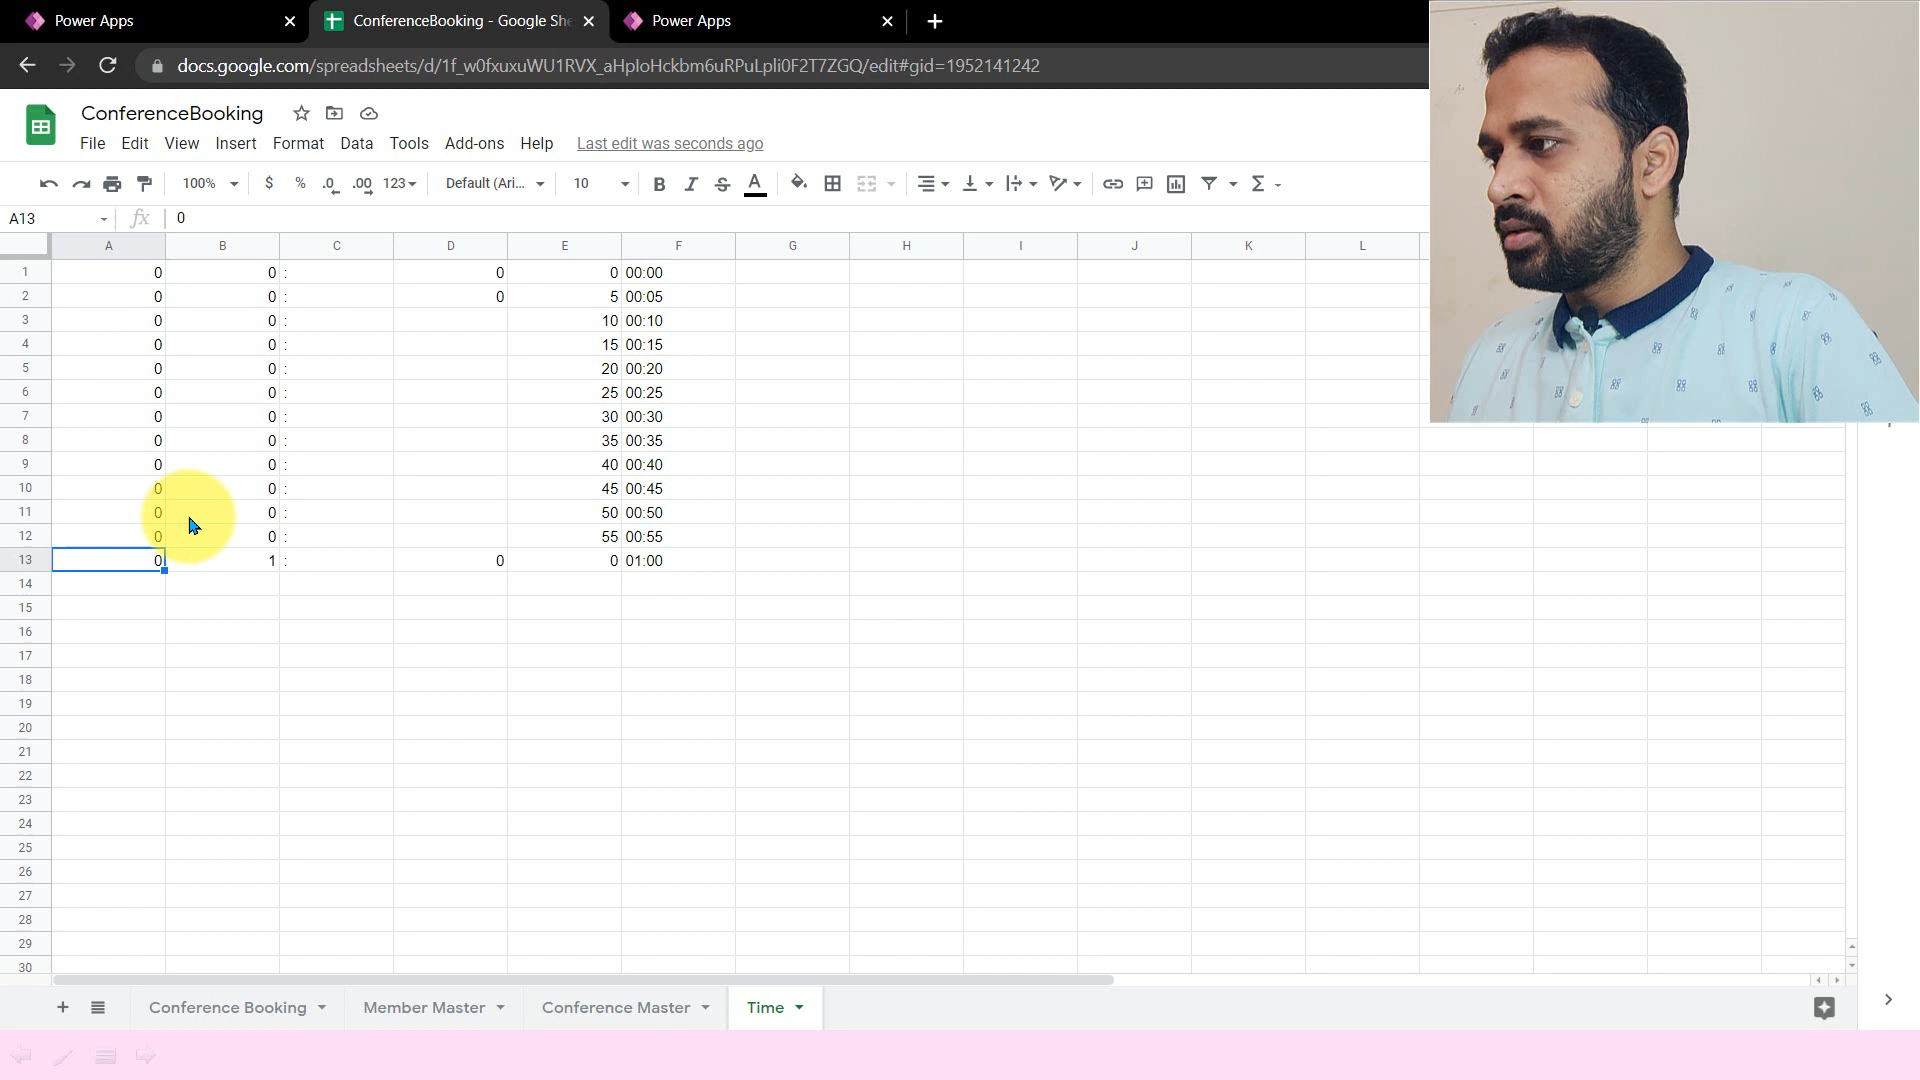 Power Apps
ConferenceBooking - Google She
Power Apps
docs.google.com/spreadsheets/d/1f_w0fxuxuWU1RVX_aHploHckbm6uRPuLpli0F2T7ZGQ/edit#gid=1952141242
ConferenceBooking
File Edit View Insert Format Data Tools Add-ons Help Last edit was seconds ago
100% $ % .0 .00 123 Default (Ari... 10 B I S A Σ
A13 fx 0
A B C D E F G H I J K L
1 0 0 : 0 0 00:00
2 0 0 : 0 5 00:05
3 0 0 : 10 00:10
4 0 0 : 15 00:15
5 0 0 : 20 00:20
6 0 0 : 25 00:25
7 0 0 : 30 00:30
8 0 0 : 35 00:35
9 0 0 : 40 00:40
10 0 0 : 45 00:45
11 0 0 : 50 00:50
12 0 0 : 55 00:55
13 0 1 : 0 0 01:00
14
15
16
17
18
19
20
21
22
23
24
25
26
27
28
29
30
Conference Booking Member Master Conference Master Time